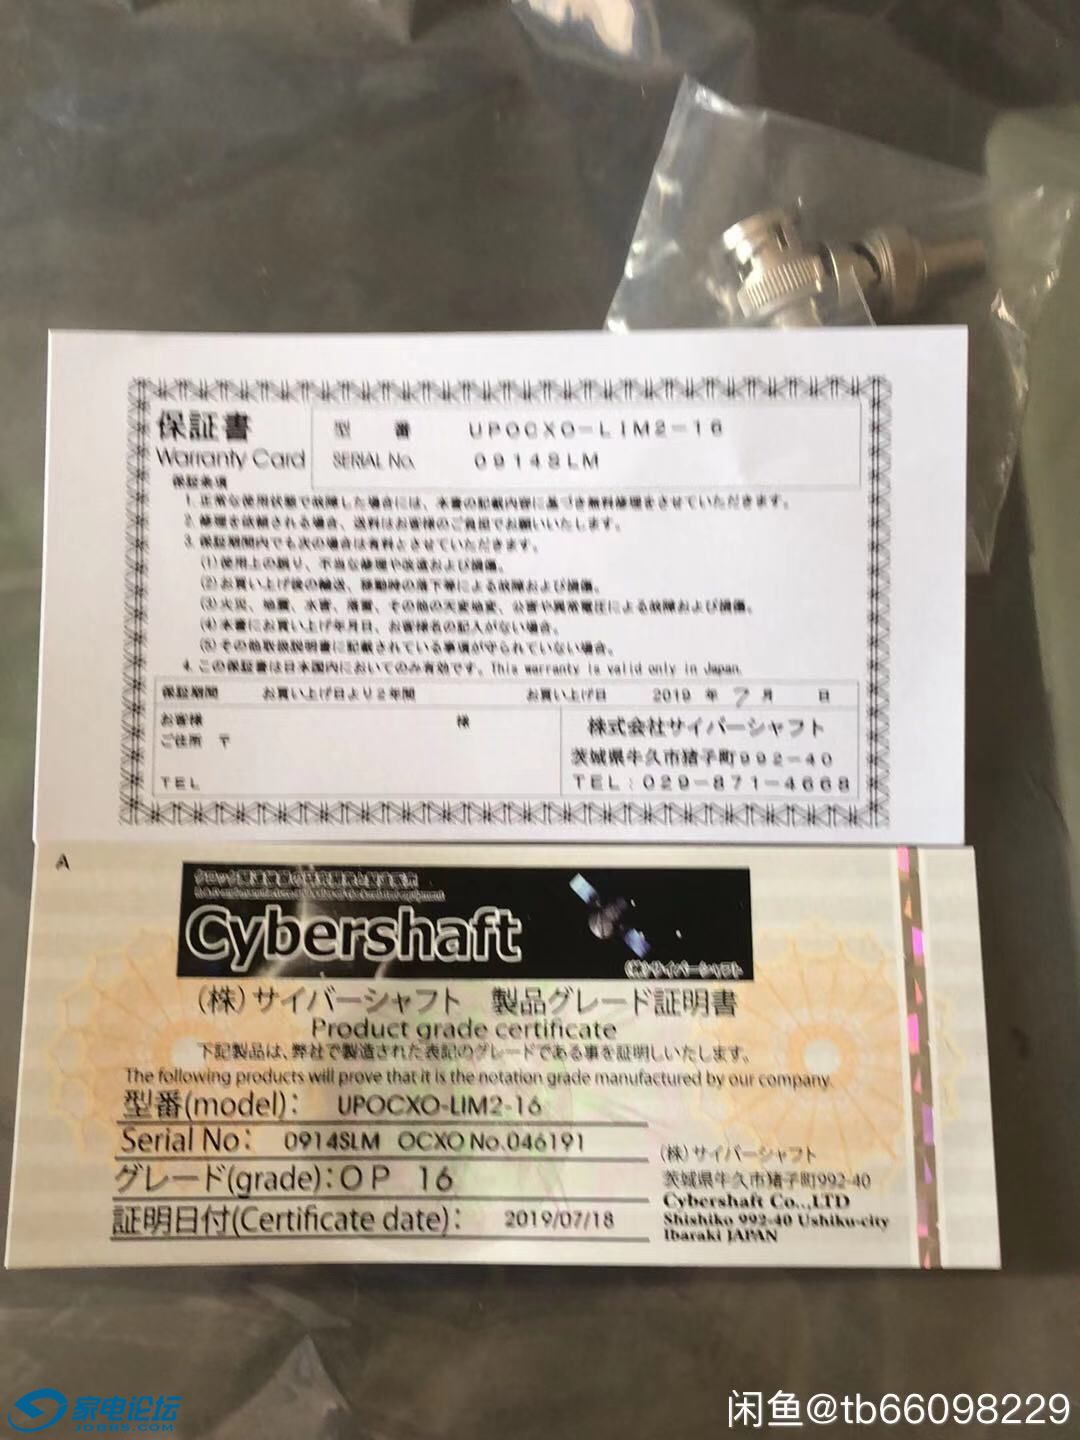 保証書
Warranty Card
型 番 UPOCXO-LIM2-16
SERIAL No. 0914SLM
保証条項
1. 正常な使用状態で故障した場合には、本書の記載内容に基づき無料修理をさせていただきます。
2. 修理を依頼される場合、送料はお客様のご負担でお願いいたします。
3. 保証期間内でも次の場合は有料とさせていただきます。
(1)使用上の誤り、不当な修理や改造および損傷。
(2)お買い上げ後の輸送、移動時の落下等による故障および損傷。
(3)火災、地震、水害、落雷、その他の天変地変、公害や異常電圧による故障および損傷。
(4)本書にお買い上げ年月日、お客様名の記入がない場合。
(5)その他取扱説明書に記載されている事項が守られていない場合。
4. この保証書は日本国内においてのみ有効です。This warranty is valid only in Japan.
保証期間 お買い上げ日より2年間 お買い上げ日 2019 年 7 月 日
お客様 様
ご住所 〒
TEL
株式会社サイバーシャフト
茨城県牛久市猪子町992-40
TEL:029-871-4668
A
Cybershaft
(株)サイバーシャフト
(株)サイバーシャフト 製品グレード証明書
Product grade certificate
下記製品は、弊社で製造された表記のグレードである事を証明いたします。
The following products will prove that it is the notation grade manufactured by our company.
型番(model): UPOCXO-LIM2-16
Serial No: 0914SLM OCXO No.046191
グレード(grade):OP 16
証明日付(Certificate date): 2019/07/18
(株)サイバーシャフト
茨城県牛久市猪子町992-40
Cybershaft Co.,.LTD
Shishiko 992-40 Ushiku-city
Ibaraki JAPAN
家电论坛
JDBBS.COM
闲鱼@tb66098229